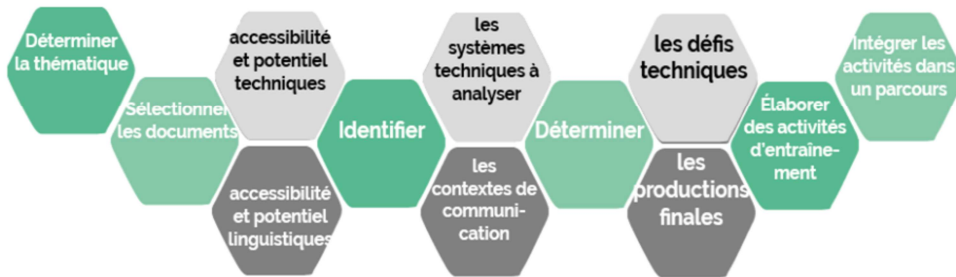 Déterminer
la thématique
Sélectionner
les documents
accessibilité
et potentiel
techniques
accessibilité
et potentiel
linguistiques
Identifier
les
systèmes
techniques à
analyser
les
contextes de
communi-
cation
Déterminer
les défis
techniques
les
productions
finales
Élaborer
des activités
d'entraîne-
ment
Intégrer les
activités dans
un parcours